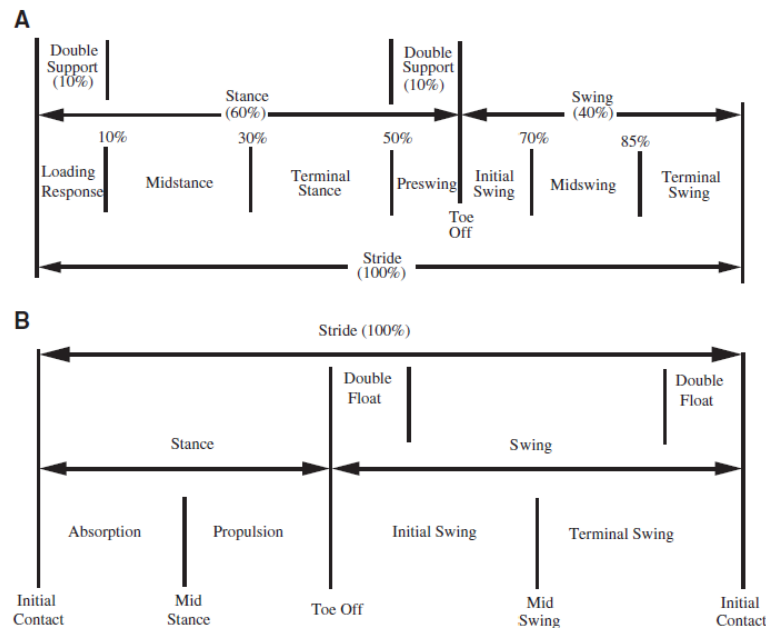 A
Double
Support
(10%)
Double
Support
(10%)
Stance
(60%)
Swing
(40%)
10%
30%
50%
70%
85%
Loading
Response
Midstance
Terminal
Stance
Preswing
Initial
Swing
Midswing
Terminal
Swing
Toe
Off
Stride
(100%)
B
Stride (100%)
Double
Float
Double
Float
Stance
Swing
Absorption
Propulsion
Initial Swing
Terminal Swing
Initial
Contact
Mid
Stance
Toe Off
Mid
Swing
Initial
Contact